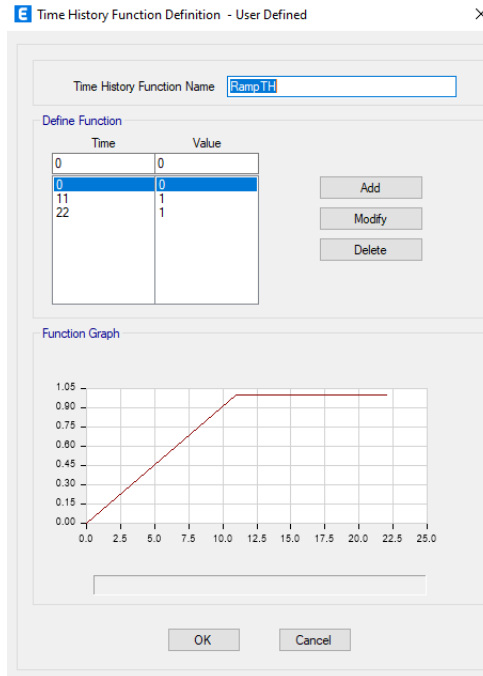 E Time History Function Definition - User Defined
Time History Function Name RampTH
Define Function
Time Value
0 0
0 0
11 1
22 1
Add
Modify
Delete
Function Graph
1.05
0.90
0.75
0.60
0.45
0.30
0.15
0.00
0.0 2.5 5.0 7.5 10.0 12.5 15.0 17.5 20.0 22.5 25.0
OK Cancel